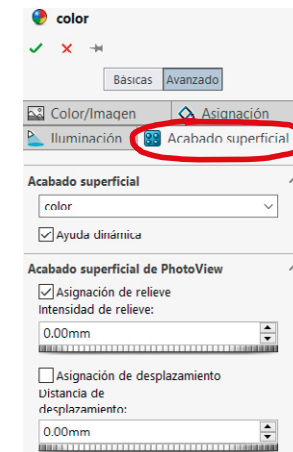 color
Básicas Avanzado
Color/Imagen Asignación
Iluminación Acabado superficial
Acabado superficial
color
Ayuda dinámica
Acabado superficial de PhotoView
Asignación de relieve
Intensidad de relieve:
0.00mm
Asignación de desplazamiento
Distancia de
desplazamiento:
0.00mm